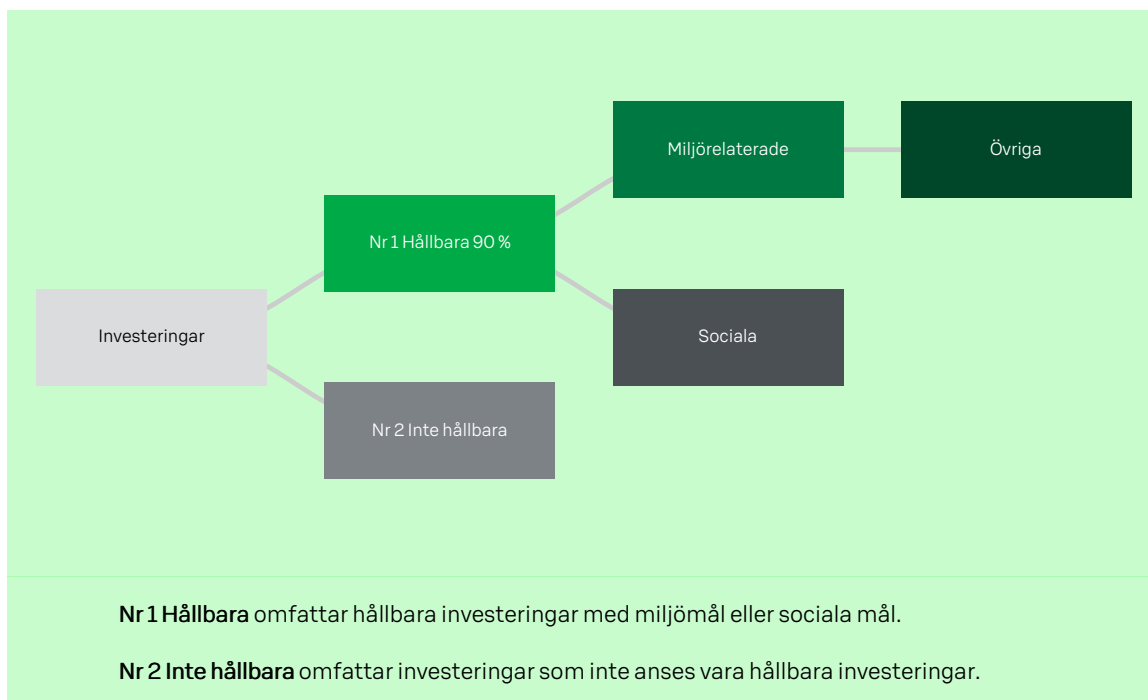 Miljörelaterade
Övriga
Nr 1 Hållbara 90 %
Investeringar
Sociala
Nr 2 Inte hållbara
Nr 1 Hållbara omfattar hållbara investeringar med miljömål eller sociala mål.
Nr 2 Inte hållbara omfattar investeringar som inte anses vara hållbara investeringar.